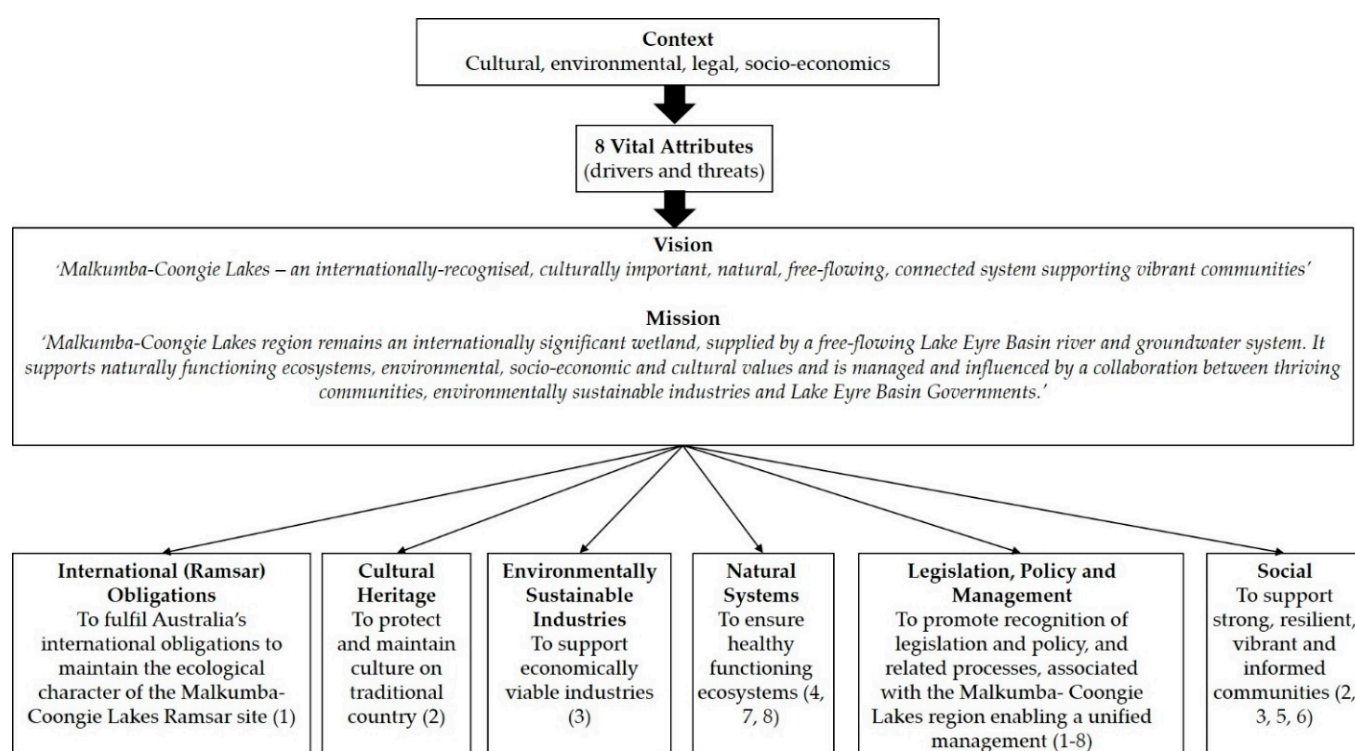 Context
Cultural, environmental, legal, socio-economics
8 Vital Attributes
(drivers and threats)
Vision
‘Malkumba-Coongie Lakes – an internationally-recognised, culturally important, natural, free-flowing, connected system supporting vibrant communities’
Mission
‘Malkumba-Coongie Lakes region remains an internationally significant wetland, supplied by a free-flowing Lake Eyre Basin river and groundwater system. It
supports naturally functioning ecosystems, environmental, socio-economic and cultural values and is managed and influenced by a collaboration between thriving
communities, environmentally sustainable industries and Lake Eyre Basin Governments.’
International (Ramsar)
Obligations
To fulfil Australia’s
international obligations to
maintain the ecological
character of the Malkumba-
Coongie Lakes Ramsar site (1)
Cultural
Heritage
To protect
and maintain
culture on
traditional
country (2)
Environmentally
Sustainable
Industries
To support
economically
viable industries
(3)
Natural
Systems
To ensure
healthy
functioning
ecosystems (4,
7, 8)
Legislation, Policy and
Management
To promote recognition of
legislation and policy, and
related processes, associated
with the Malkumba- Coongie
Lakes region enabling a unified
management (1-8)
Social
To support
strong, resilient,
vibrant and
informed
communities (2,
3, 5, 6)